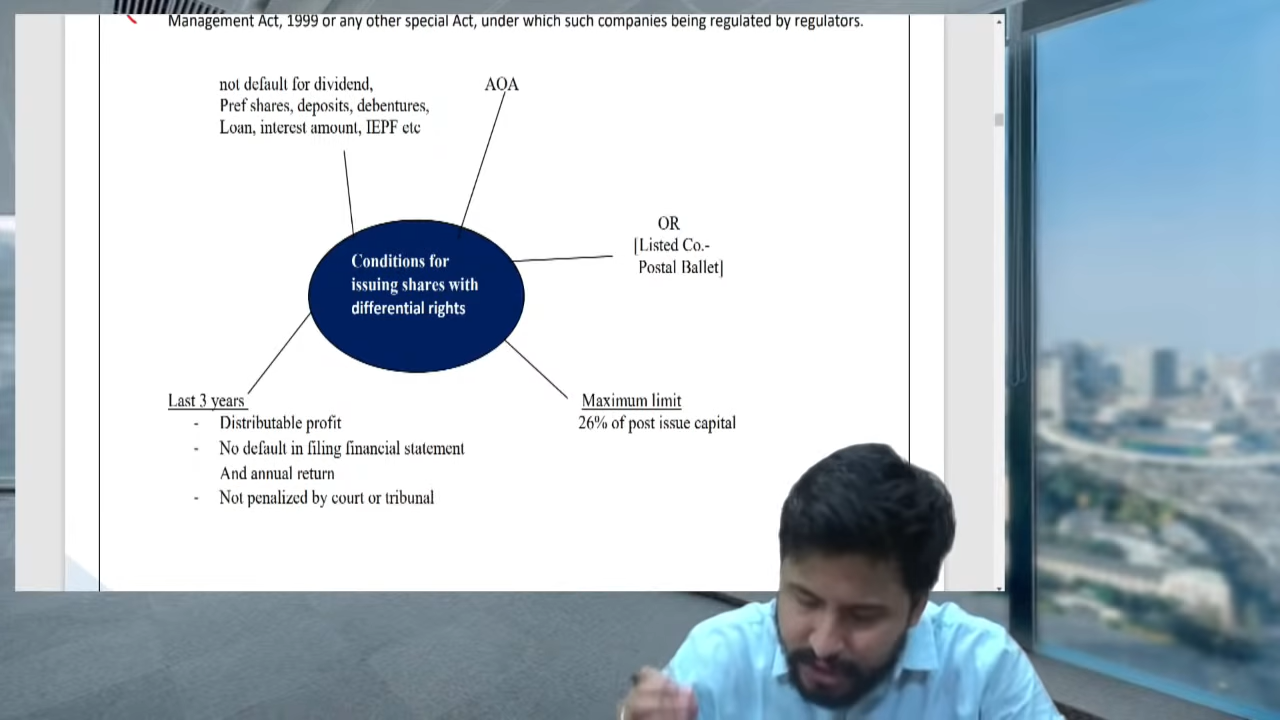 Management Act, 1999 or any other special Act, under which such companies being regulated by regulators.
not default for dividend,
Pref shares, deposits, debentures,
Loan, interest amount, IEPF etc
AOA
OR
[Listed Co.-
Postal Ballet]
Conditions for
issuing shares with
differential rights
Last 3 years
- Distributable profit
- No default in filing financial statement
And annual return
- Not penalized by court or tribunal
Maximum limit
26% of post issue capital